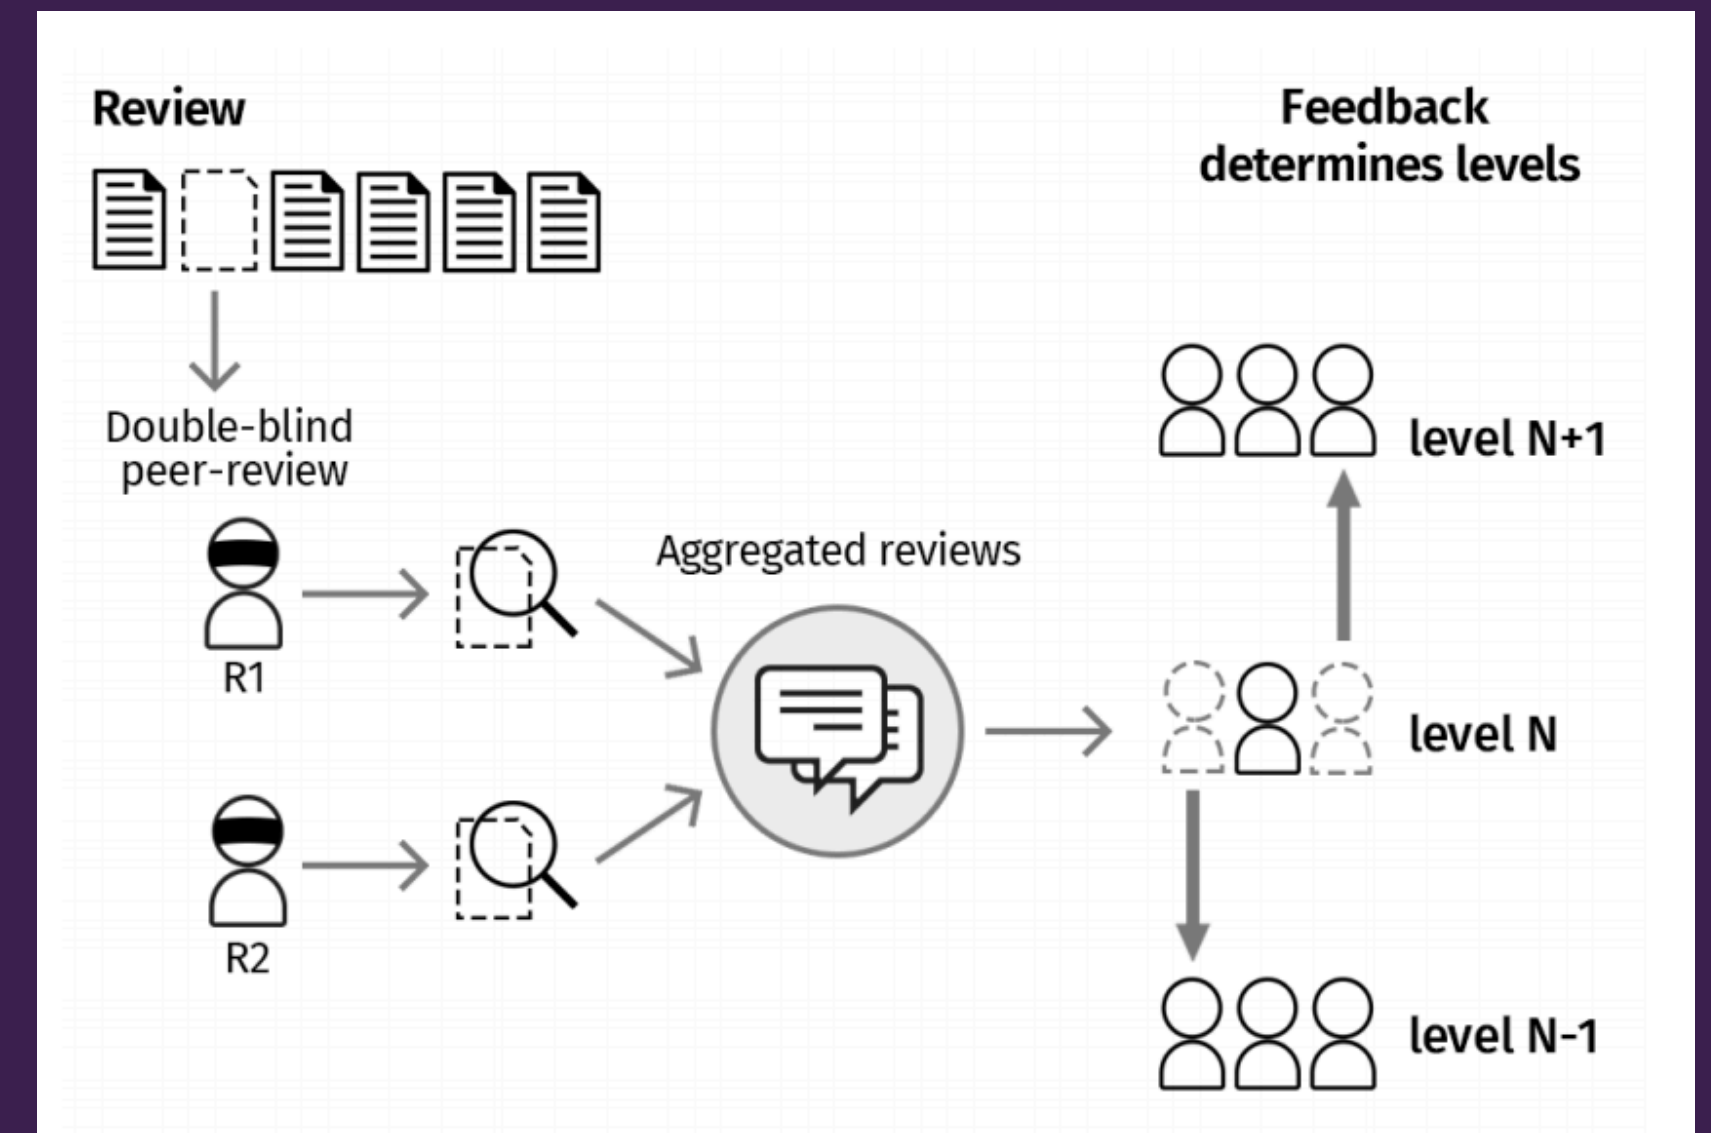 Review
Feedback
determines levels
Double-blind
peer-review
R1
Aggregated reviews
level N+1
level N
R2
level N-1